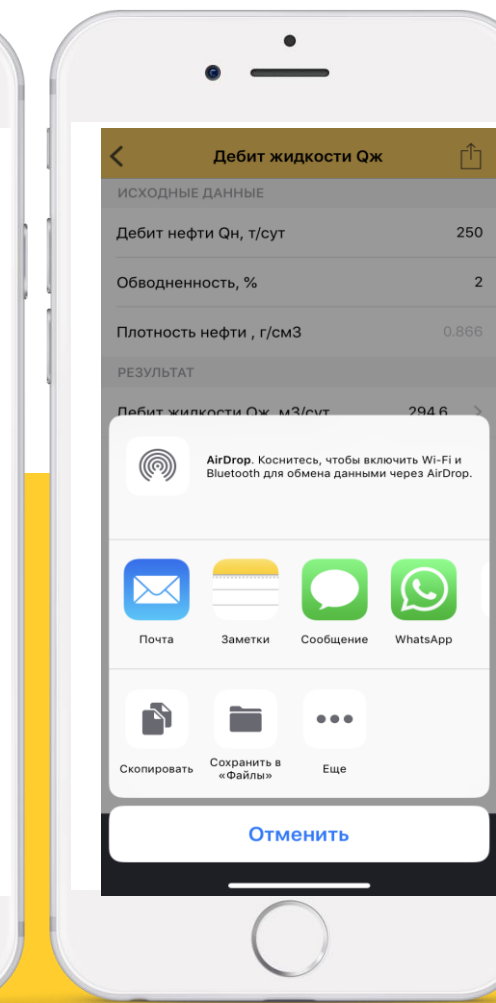 Дебит жидкости Qж
ИСХОДНЫЕ ДАННЫЕ
Дебит нефти Qн, т/сут 250
Обводненность, % 2
Плотность нефти , г/см3 0.866
РЕЗУЛЬТАТ
Дебит жидкости Qж, м3/сут 294.6
AirDrop. Коснитесь, чтобы включить Wi-Fi и
Bluetooth для обмена данными через AirDrop.
Почта Заметки Сообщение WhatsApp
Скопировать Сохранить в «Файлы» Еще
Отменить